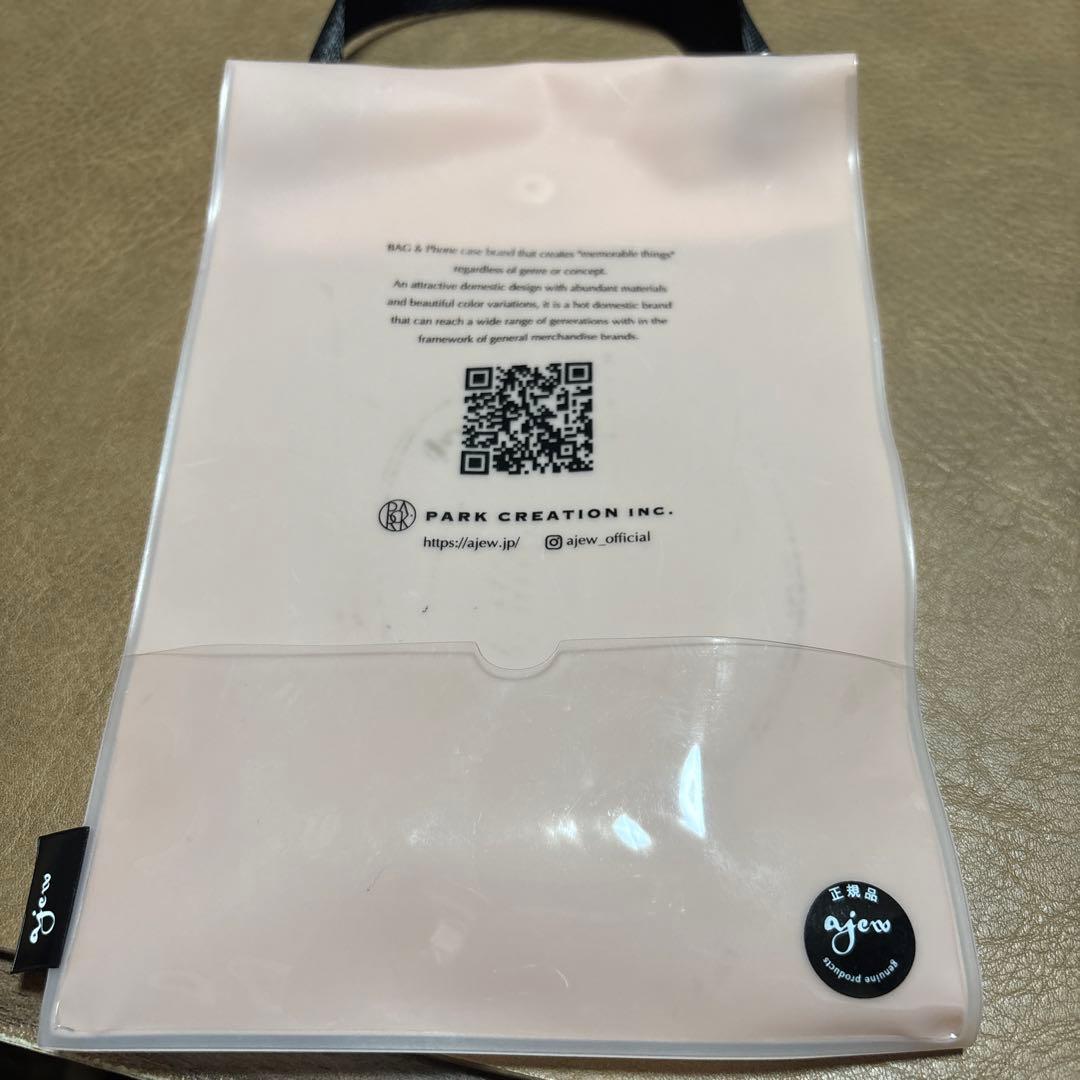 BAG & Phone case brand that creates "memorable things"
regardless of genre or concept.
An attractive domestic design with abundant materials
and beautiful color variations, it is a hot domestic brand
that can reach a wide range of generations with in the
framework of general merchandise brands.
PARK
PARK CREATION INC.
https://ajew.jp/ ajew_official
ajew
正規品
ajew
genuine products